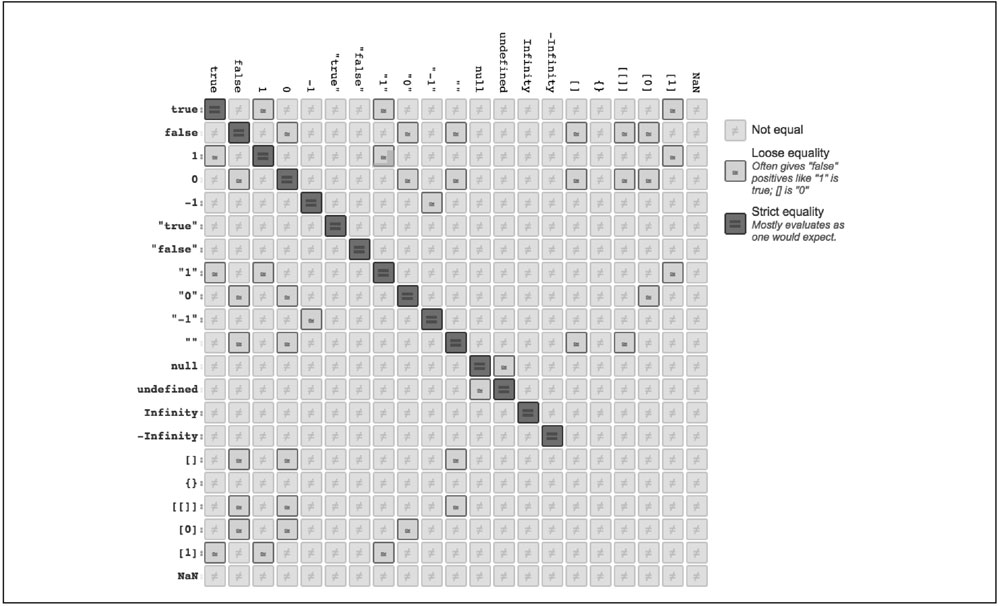 true false 1 0 -1 "true" "false" "1" "0" "-1" "" null undefined Infinity -Infinity [] {} [[]] [0] [1] NaN
true
false
1
0
-1
"true"
"false"
"1"
"0"
"-1"
""
null
undefined
Infinity
-Infinity
[]
{}
[[]]
[0]
[1]
NaN
≠ Not equal
Loose equality
Often gives "false"
positives like "1" is
true; [] is "0"
Strict equality
Mostly evaluates as
one would expect.